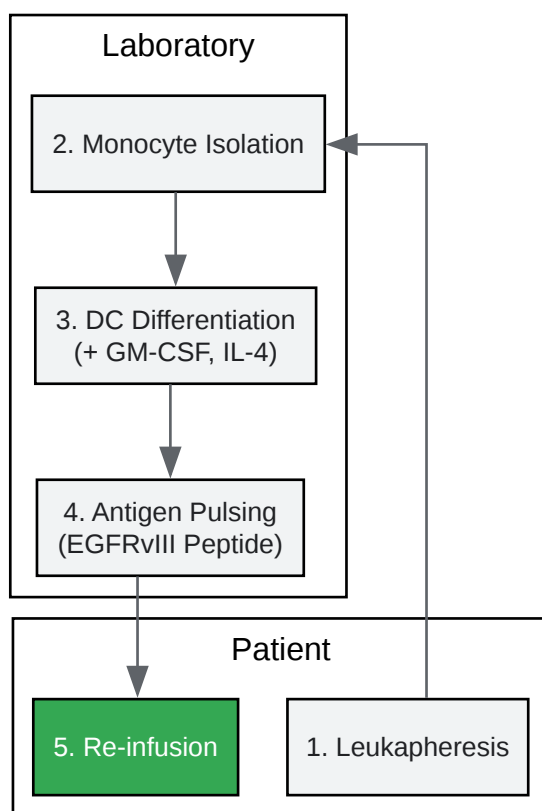 Laboratory
2. Monocyte Isolation
3. DC Differentiation
(+ GM-CSF, IL-4)
4. Antigen Pulsing
(EGFRvIII Peptide)
Patient
5. Re-infusion
1. Leukapheresis